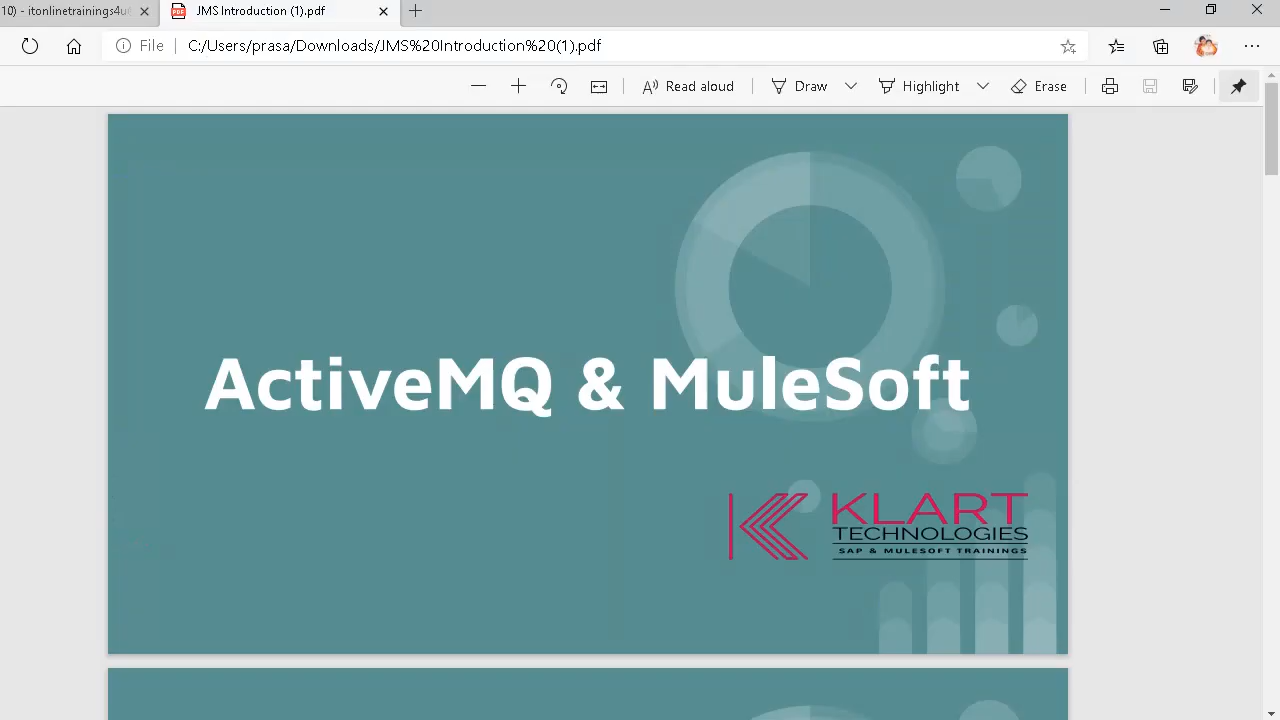 10) - itonlinetrainings4u
JMS Introduction (1).pdf
File
C:/Users/prasa/Downloads/JMS%20Introduction%20(1).pdf
Read aloud
Draw
Highlight
Erase
ActiveMQ & MuleSoft
KLART
TECHNOLOGIES
SAP & MULESOFT TRAININGS